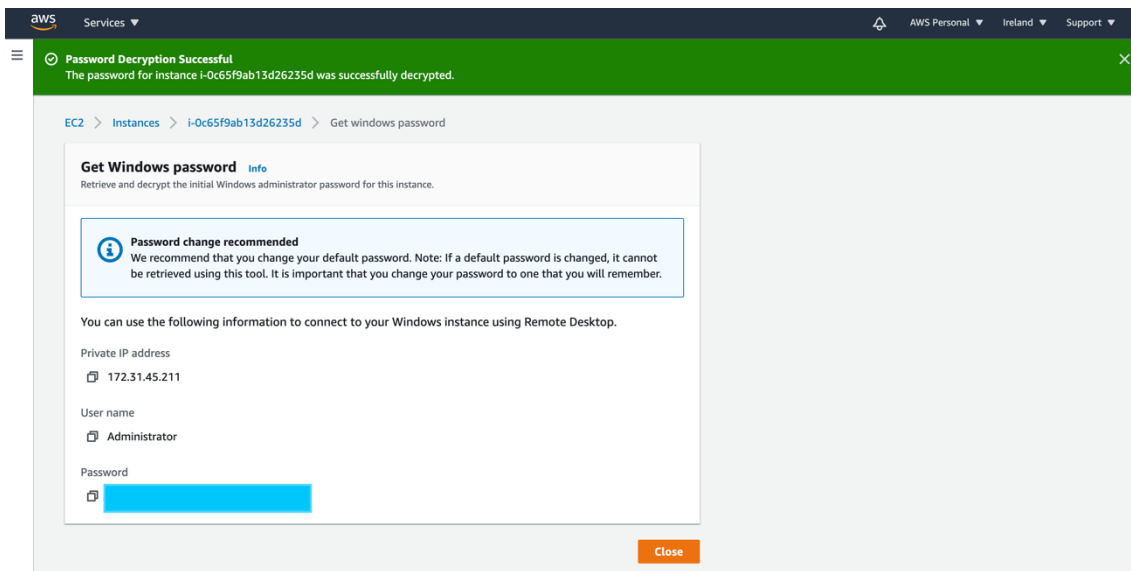 aws Services ▼ AWS Personal ▼ Ireland ▼ Support ▼
Password Decryption Successful
The password for instance i-0c65f9ab13d26235d was successfully decrypted.
EC2 > Instances > i-0c65f9ab13d26235d > Get windows password
Get Windows password Info
Retrieve and decrypt the initial Windows administrator password for this instance.
Password change recommended
We recommend that you change your default password. Note: If a default password is changed, it cannot
be retrieved using this tool. It is important that you change your password to one that you will remember.
You can use the following information to connect to your Windows instance using Remote Desktop.
Private IP address
172.31.45.211
User name
Administrator
Password
Close